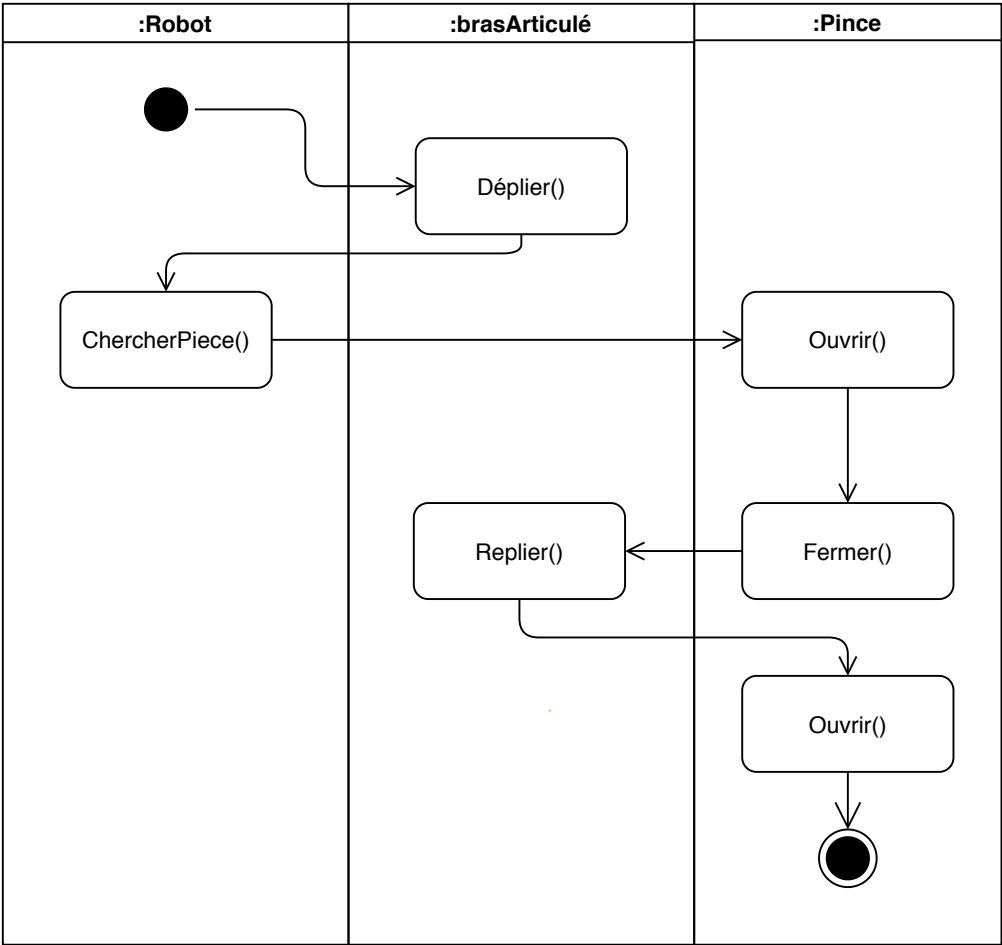 :Robot
:brasArticulé
:Pince
Déplier()
ChercherPiece()
Ouvrir()
Replier()
Fermer()
Ouvrir()